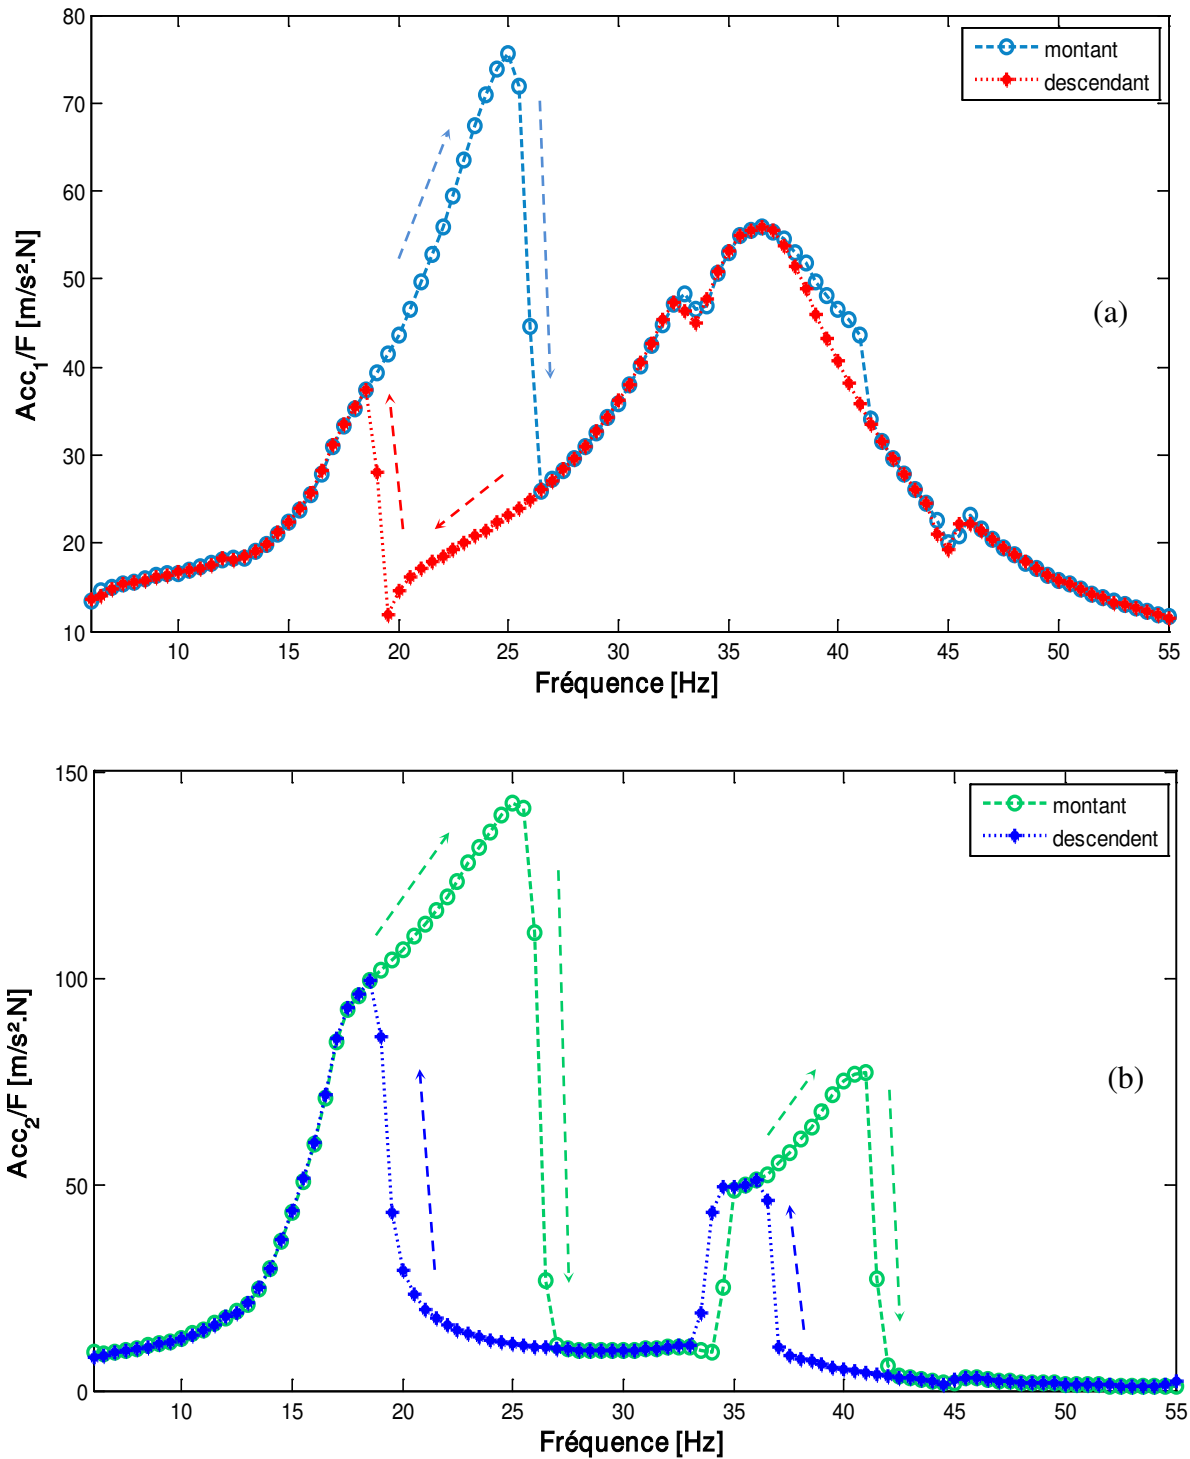 80
70
60
50
40
30
20
10
Acc1/F [m/s².N]
montant
descendant
(a)
10 15 20 25 30 35 40 45 50 55
Fréquence [Hz]
150
100
50
0
Acc2/F [m/s².N]
montant
descendent
(b)
10 15 20 25 30 35 40 45 50 55
Fréquence [Hz]